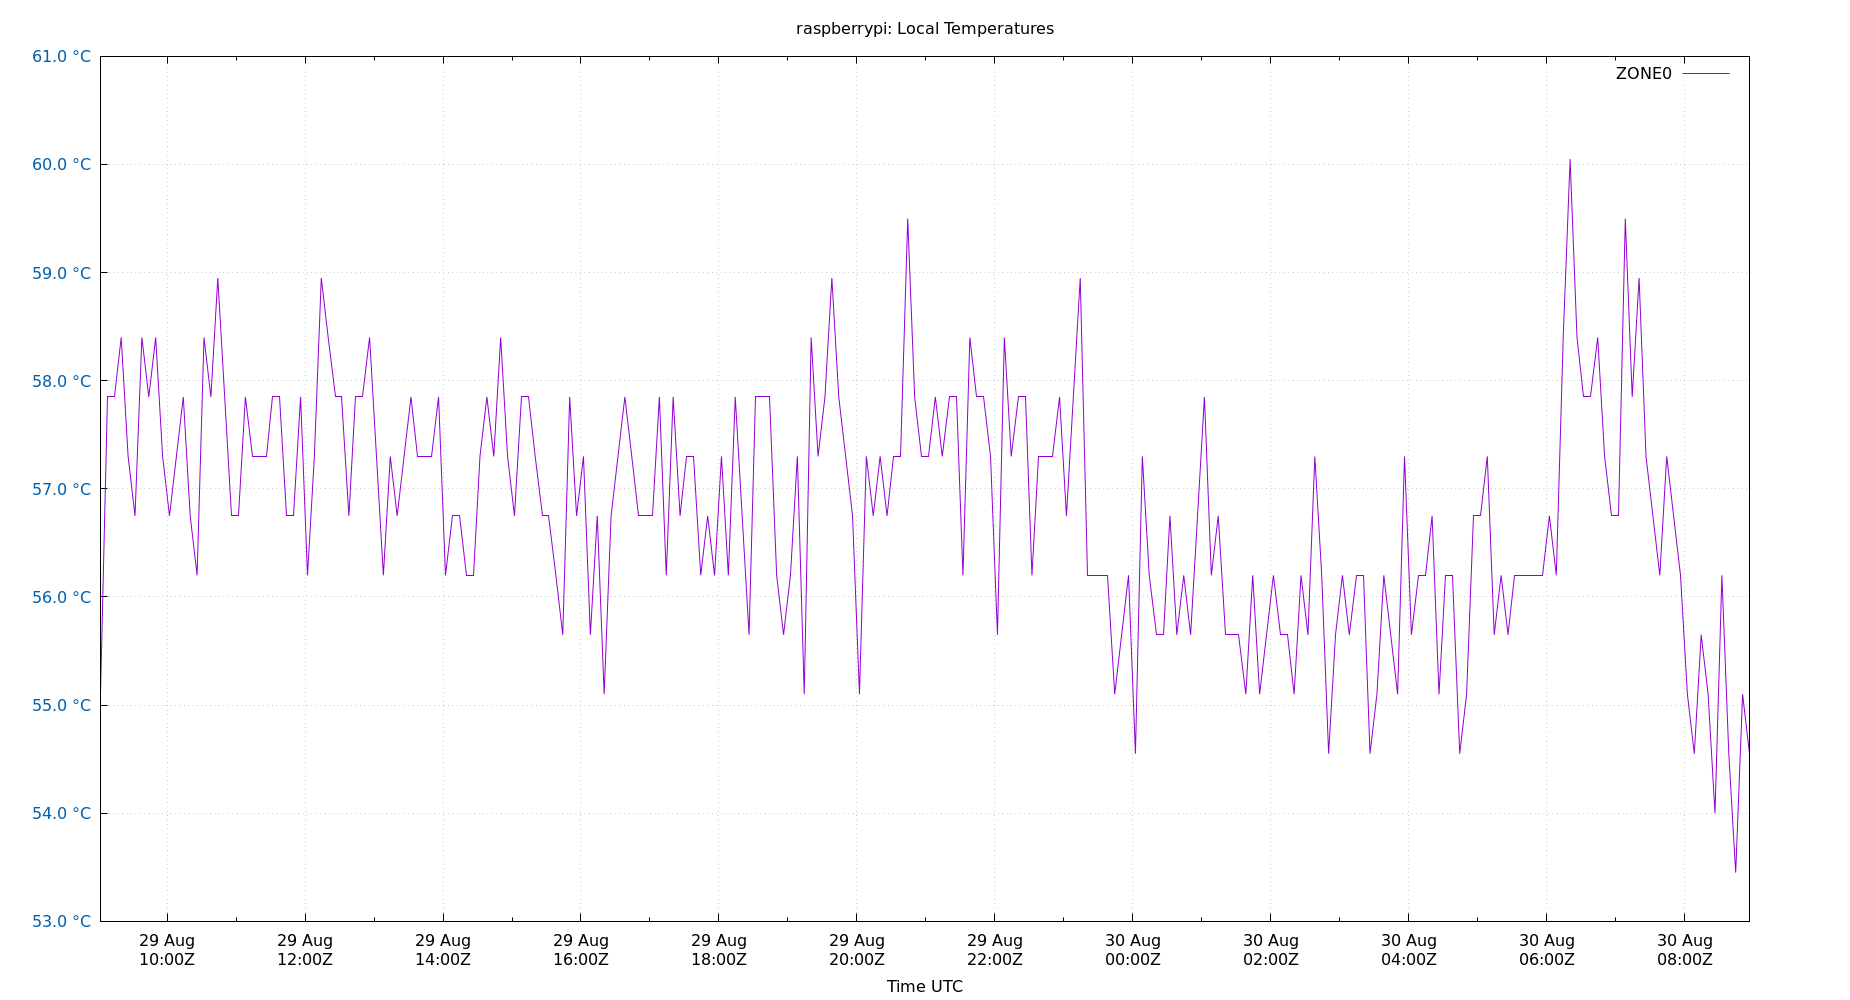 raspberrypi: Local Temperatures
61.0 °C
ZONE0
60.0 °C
59.0 °C
58.0 °C
57.0 °C
56.0 °C
55.0 °C
54.0 °C
53.0 °C
29 Aug 29 Aug 29 Aug 29 Aug 29 Aug 29 Aug 29 Aug 30 Aug 30 Aug 30 Aug 30 Aug 30 Aug
10:00Z 12:00Z 14:00Z 16:00Z 18:00Z 20:00Z 22:00Z 00:00Z 02:00Z 04:00Z 06:00Z 08:00Z
Time UTC